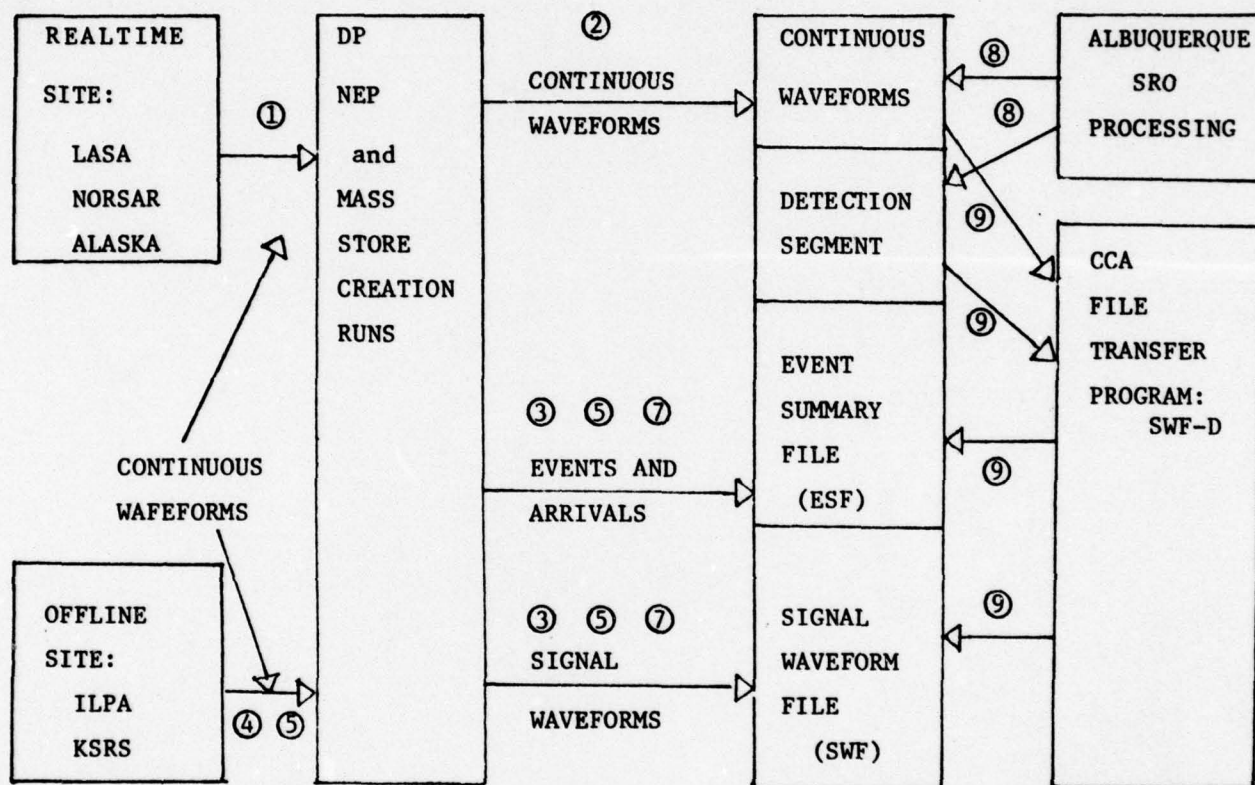 REALTIME
SITE:
LASA
NORSAR
ALASKA
①
CONTINUOUS
WAFEFORMS
OFFLINE
SITE:
ILPA
KSRS
④ ⑤
DP
NEP
and
MASS
STORE
CREATION
RUNS
②
CONTINUOUS
WAVEFORMS
③ ⑤ ⑦
EVENTS AND
ARRIVALS
③ ⑤ ⑦
SIGNAL
WAVEFORMS
CONTINUOUS
WAVEFORMS
DETECTION
SEGMENT
EVENT
SUMMARY
FILE
(ESF)
SIGNAL
WAVEFORM
FILE
(SWF)
⑧
⑧
⑨
⑨
⑨
⑨
ALBUQUERQUE
SRO
PROCESSING
CCA
FILE
TRANSFER
PROGRAM:
SWF-D